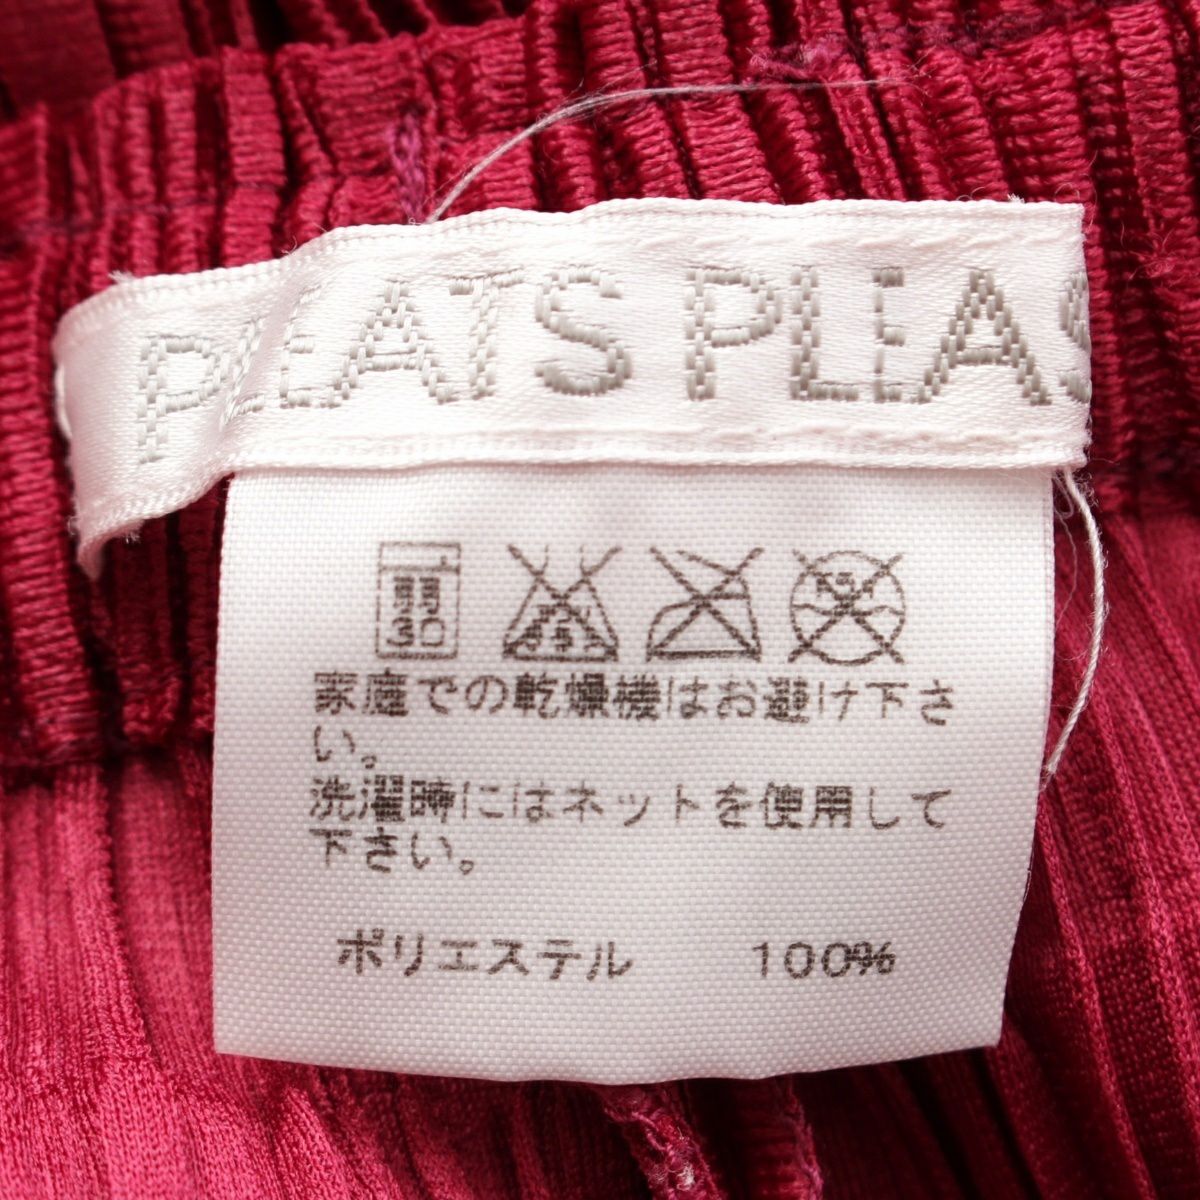 PLEATS PLEAS
家庭での乾燥機はお避け下さ
い。
洗濯時にはネットを使用して
下さい。
ポリエステル 100%